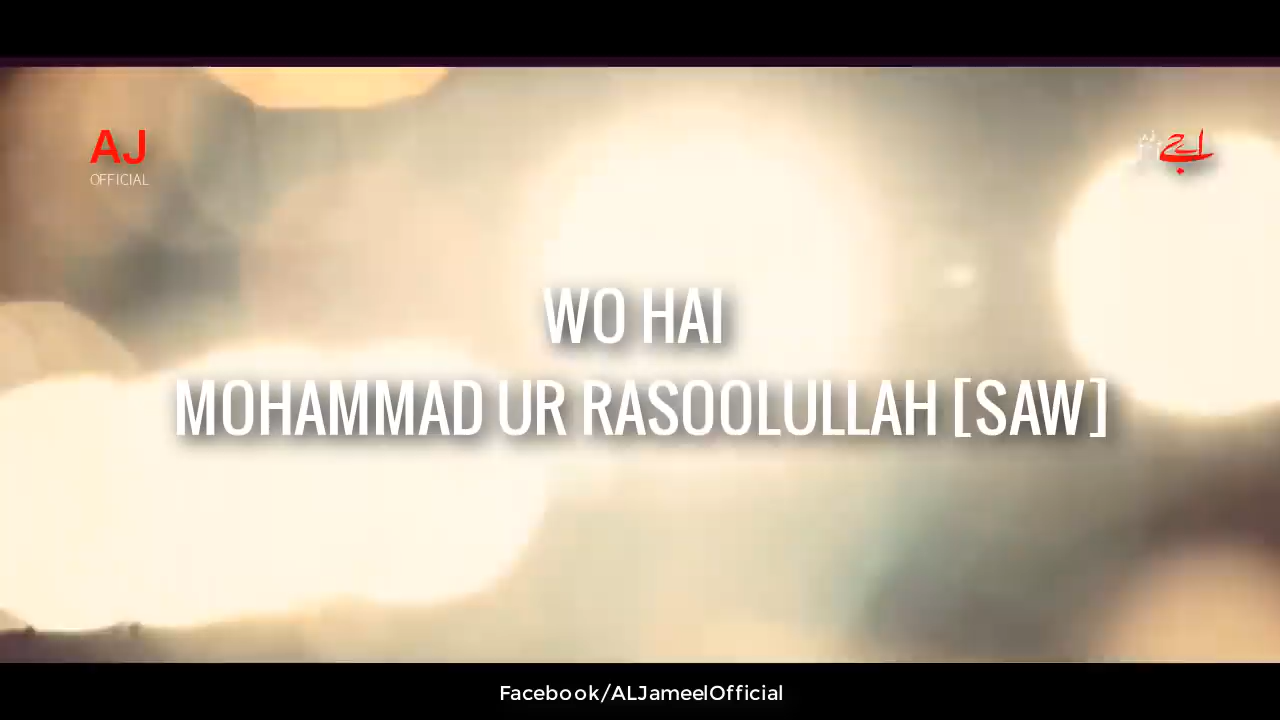 AJ
OFFICIAL
WO HAI
MOHAMMAD UR RASOOLULLAH [SAW]
Facebook/ALJameelOfficial